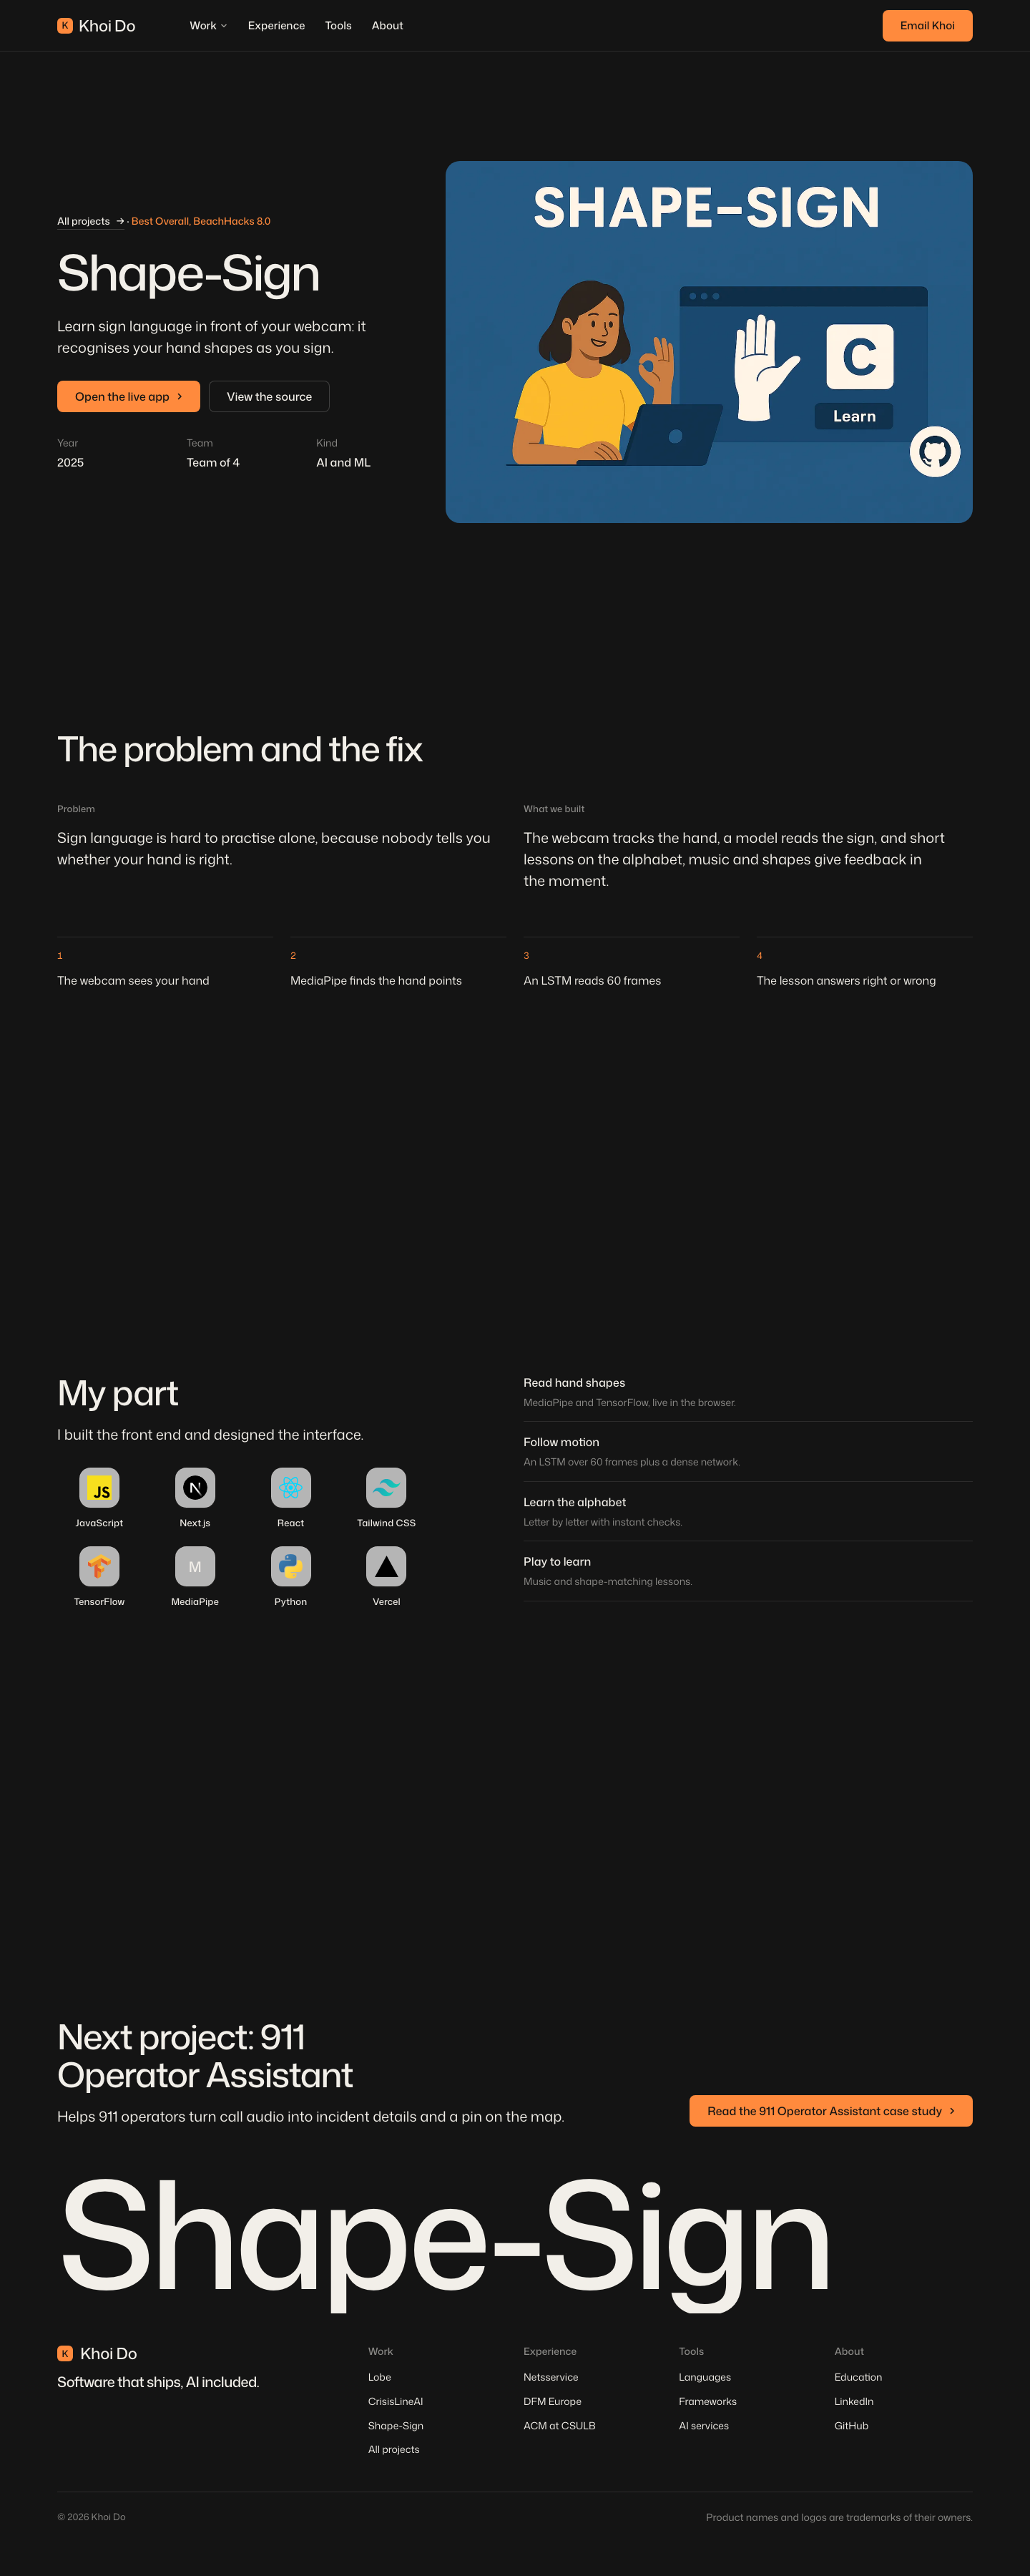 K Khoi Do
Work Experience Tools About
Email Khoi
All projects → · Best Overall, BeachHacks 8.0
Shape-Sign
Learn sign language in front of your webcam: it
recognises your hand shapes as you sign.
Open the live app
View the source
Year
2025
Team
Team of 4
Kind
AI and ML
SHAPE-SIGN
C
Learn
The problem and the fix
Problem
Sign language is hard to practise alone, because nobody tells you
whether your hand is right.
What we built
The webcam tracks the hand, a model reads the sign, and short
lessons on the alphabet, music and shapes give feedback in
the moment.
1
The webcam sees your hand
2
MediaPipe finds the hand points
3
An LSTM reads 60 frames
4
The lesson answers right or wrong
My part
I built the front end and designed the interface.
JS
JavaScript
N
Next.js
React
Tailwind CSS
TensorFlow
M
MediaPipe
Python
Vercel
Read hand shapes
MediaPipe and TensorFlow, live in the browser.
Follow motion
An LSTM over 60 frames plus a dense network.
Learn the alphabet
Letter by letter with instant checks.
Play to learn
Music and shape-matching lessons.
Next project: 911
Operator Assistant
Helps 911 operators turn call audio into incident details and a pin on the map.
Read the 911 Operator Assistant case study
Shape-Sign
K Khoi Do
Software that ships, AI included.
Work
Lobe
CrisisLineAI
Shape-Sign
All projects
Experience
Netsservice
DFM Europe
ACM at CSULB
Tools
Languages
Frameworks
AI services
About
Education
LinkedIn
GitHub
© 2026 Khoi Do
Product names and logos are trademarks of their owners.